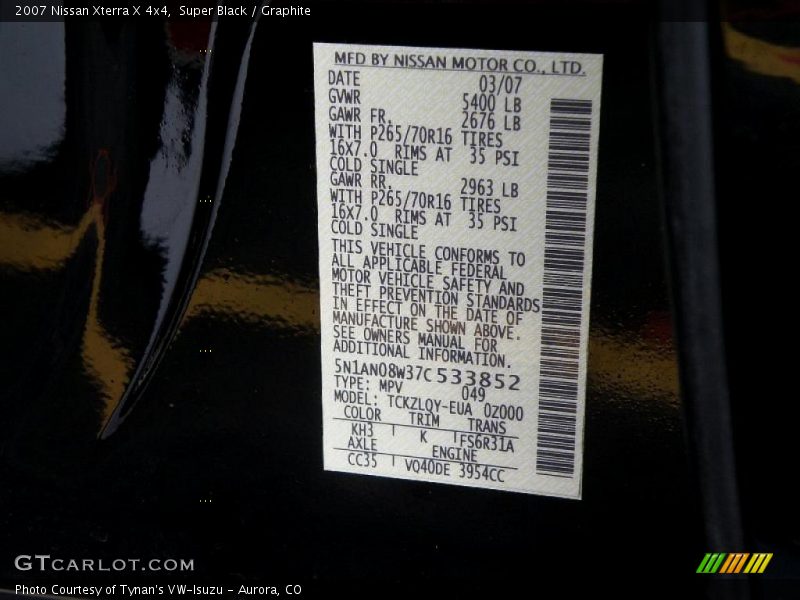 2007 Nissan Xterra X 4x4, Super Black / Graphite
MFD BY NISSAN MOTOR CO., LTD.
DATE 03/07
GVWR 5400 LB
GAWR FR. 2676 LB
WITH P265/70R16 TIRES
16X7.0 RIMS AT 35 PSI
COLD SINGLE
GAWR RR. 2963 LB
WITH P265/70R16 TIRES
16X7.0 RIMS AT 35 PSI
COLD SINGLE
THIS VEHICLE CONFORMS TO
ALL APPLICABLE FEDERAL
MOTOR VEHICLE SAFETY AND
THEFT PREVENTION STANDARDS
IN EFFECT ON THE DATE OF
MANUFACTURE SHOWN ABOVE.
SEE OWNERS MANUAL FOR
ADDITIONAL INFORMATION.
5N1AN08W37C533852
TYPE: MPV 049
MODEL: TCKZLQY-EUA 0Z000
COLOR TRIM TRANS
KH3 K FS6R31A
AXLE ENGINE
CC35 VQ40DE 3954CC
GTCARLOT.COM
Photo Courtesy of Tynan's VW-Isuzu - Aurora, CO